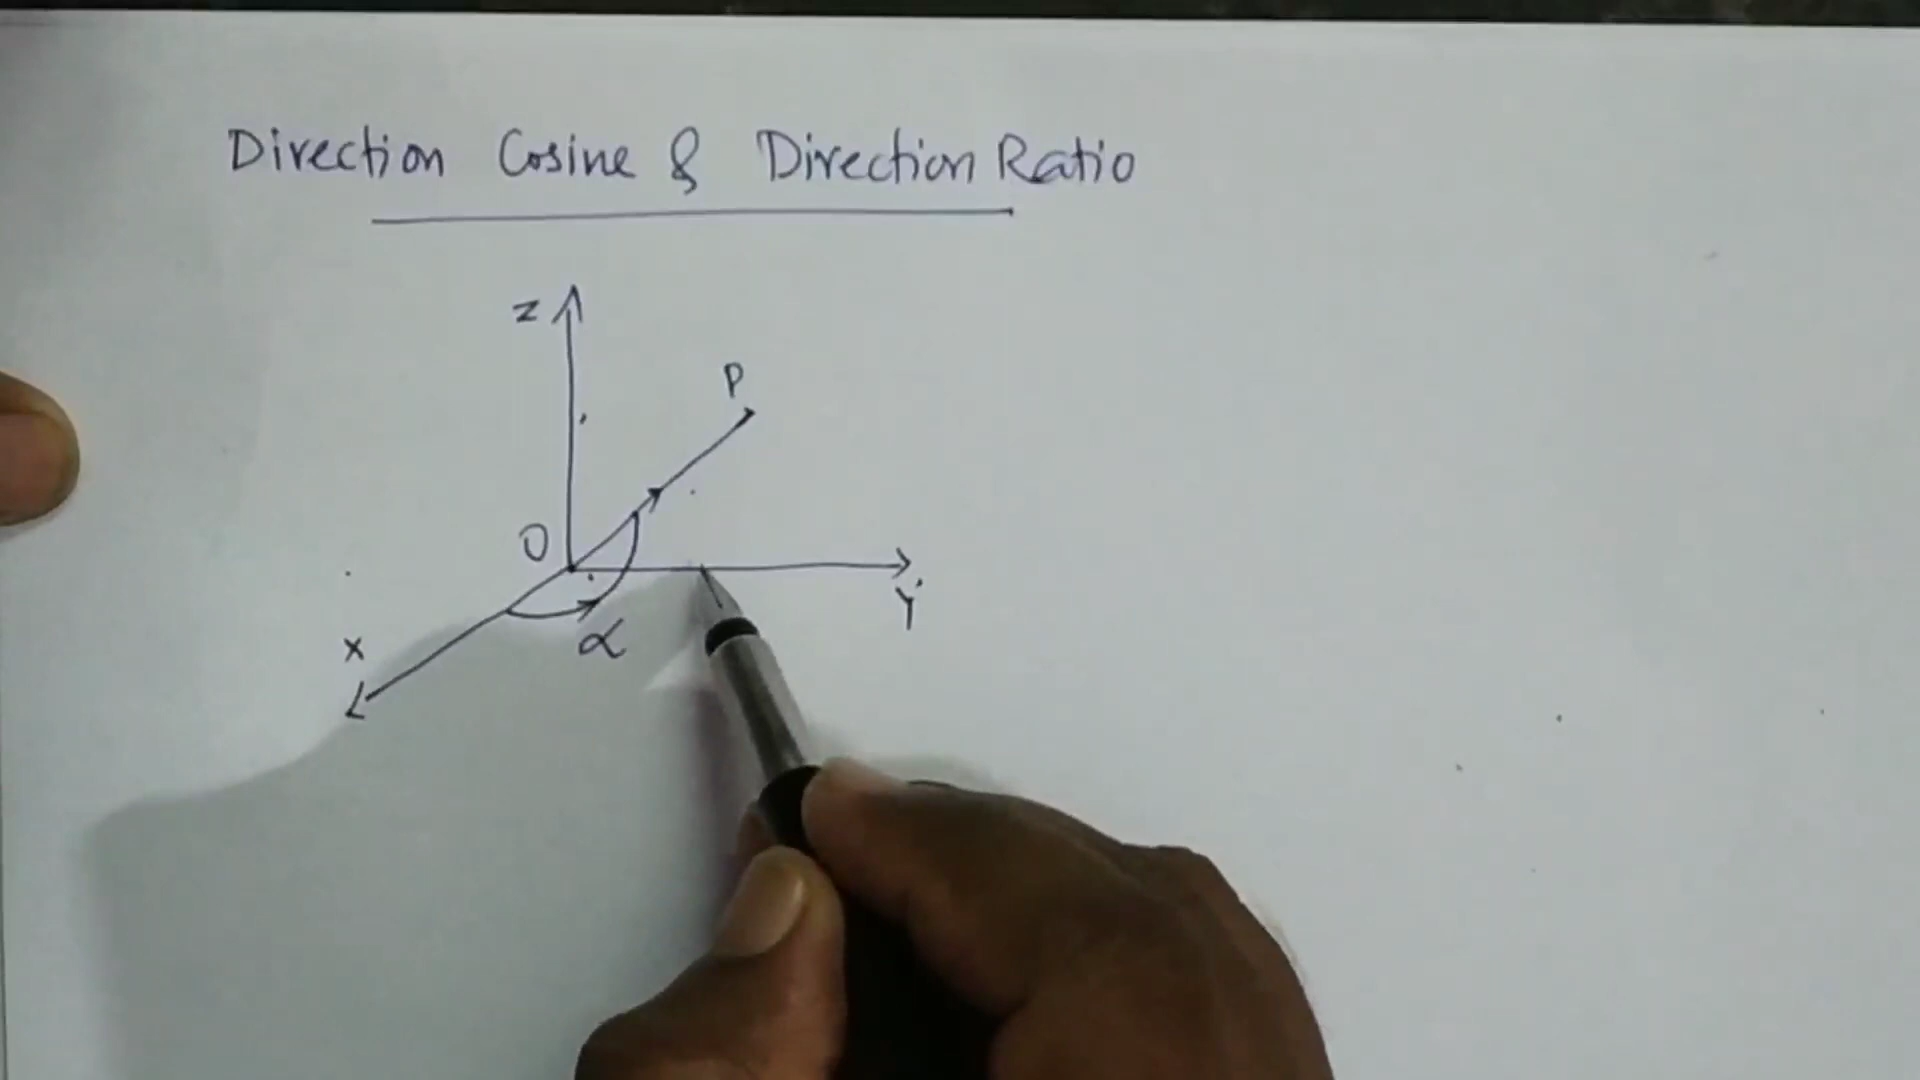 Direction Cosine & Direction Ratio
Z
P
O
Y
X
α